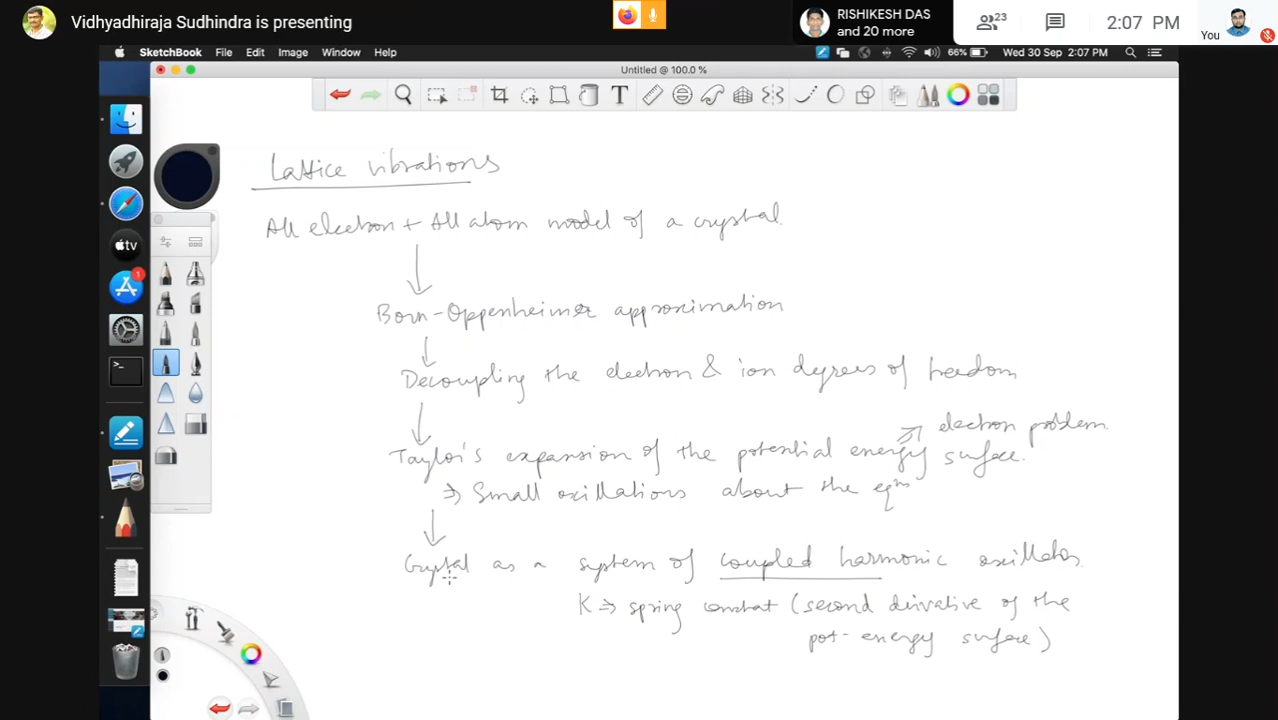 Vidhyadhiraja Sudhindra is presenting
RISHIKESH DAS
and 20 more
23
2:07 PM
You
SketchBook File Edit Image Window Help
66% Wed 30 Sep 2:07 PM
Untitled @ 100.0 %
T
tv
1
>_
Lattice vibrations
All electron + All atom model of a crystal.
↓
Born-Oppenheimer approximation
↓
Decoupling the electron & ion degrees of freedom
↓
electron problem.
Taylor's expansion of the potential energy surface.
⇒ Small oscillations about the eqm
↓
Crystal as a system of coupled harmonic oscillators.
K ⇒ spring constant (second derivative of the
pot-energy surface)